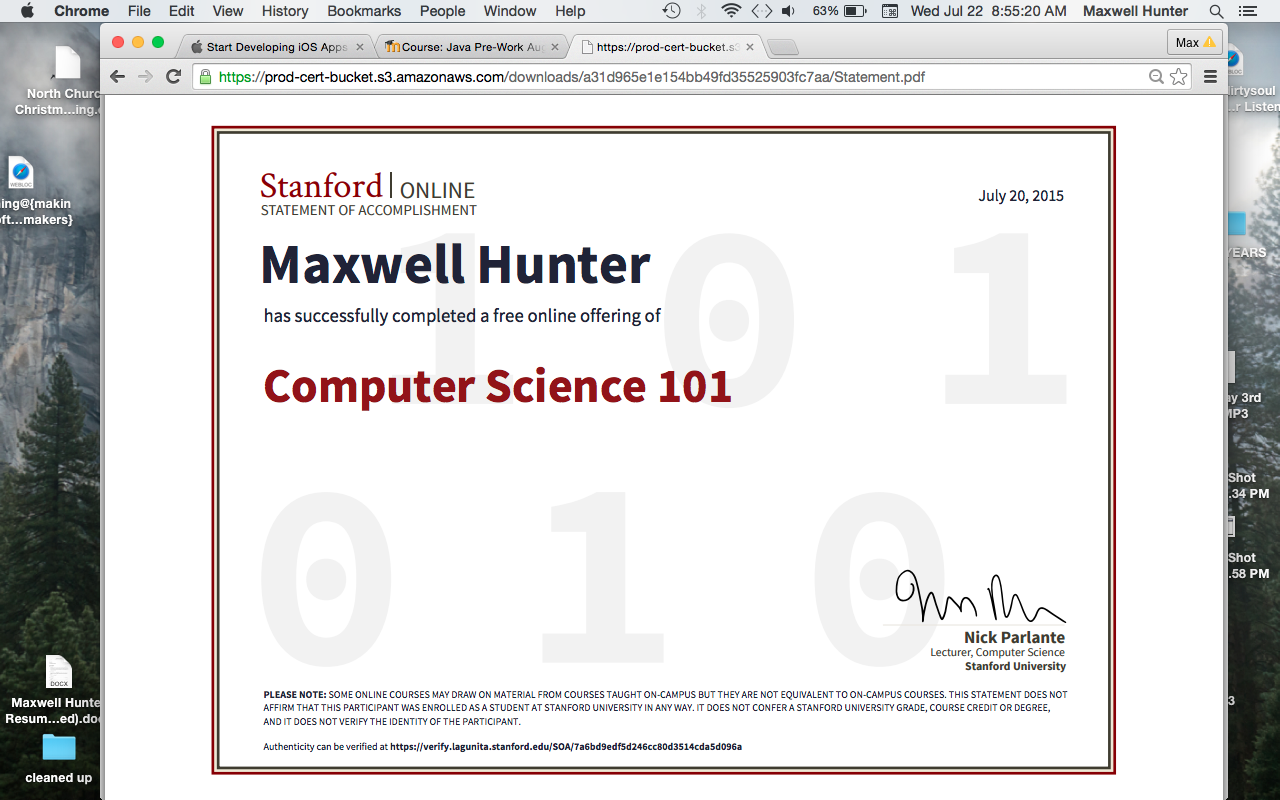 Chrome File Edit View History Bookmarks People Window Help 63% Wed Jul 22 8:55:20 AM Maxwell Hunter
Start Developing iOS Apps
Course: Java Pre-Work Aug
https://prod-cert-bucket.s3
Max
https://prod-cert-bucket.s3.amazonaws.com/downloads/a31d965e1e154bb49fd35525903fc7aa/Statement.pdf
North Churc
Christm...ing.
WEBLOC
ing@{makin
oft...makers}
DOCX
Maxwell Hunte
Resum...ed).doc
cleaned up
Stanford | ONLINE
STATEMENT OF ACCOMPLISHMENT
July 20, 2015
1 0 1
Maxwell Hunter
has successfully completed a free online offering of
Computer Science 101
0 1 0
Nick Parlante
Lecturer, Computer Science
Stanford University
PLEASE NOTE: SOME ONLINE COURSES MAY DRAW ON MATERIAL FROM COURSES TAUGHT ON-CAMPUS BUT THEY ARE NOT EQUIVALENT TO ON-CAMPUS COURSES. THIS STATEMENT DOES NOT
AFFIRM THAT THIS PARTICIPANT WAS ENROLLED AS A STUDENT AT STANFORD UNIVERSITY IN ANY WAY. IT DOES NOT CONFER A STANFORD UNIVERSITY GRADE, COURSE CREDIT OR DEGREE,
AND IT DOES NOT VERIFY THE IDENTITY OF THE PARTICIPANT.
Authenticity can be verified at https://verify.lagunita.stanford.edu/SOA/7a6bd9edf5d246cc80d3514cda5d096a
LOC
irtysoul
..r Listen
YEARS
ay 3rd
MP3
Shot
.34 PM
Shot
.58 PM
3